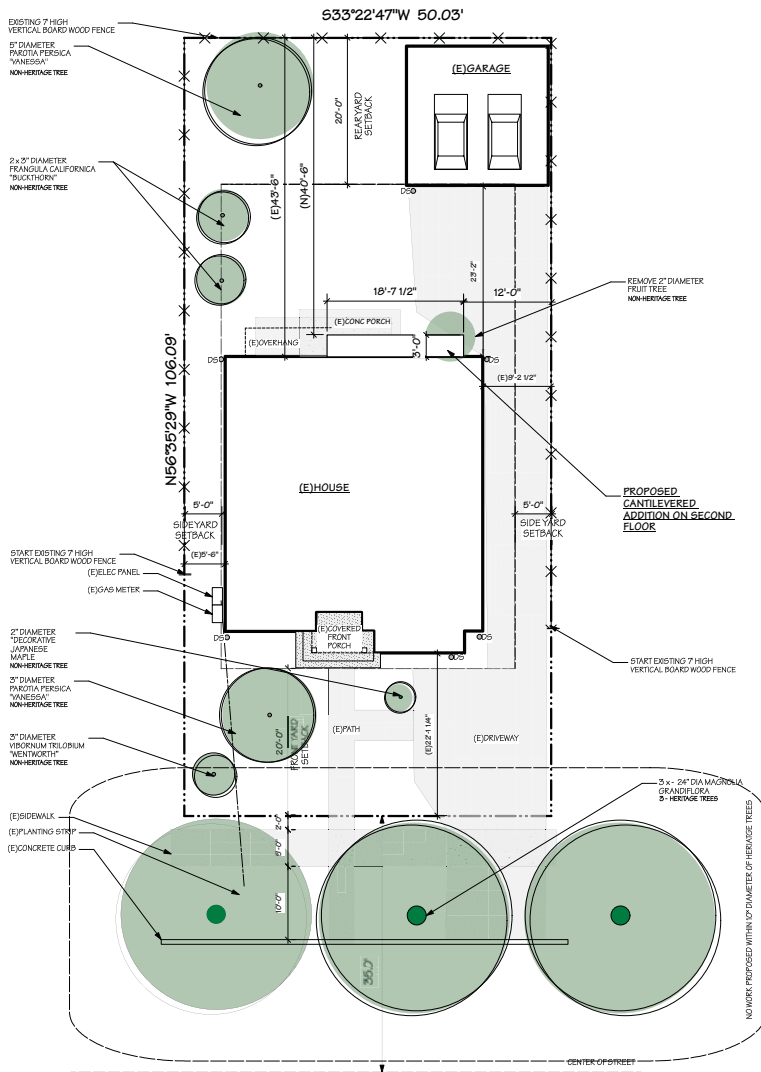 S33°22'47"W 50.03'
EXISTING 7' HIGH
VERTICAL BOARD WOOD FENCE
5" DIAMETER
PAROTIA PERSICA
"VANESSA"
NON-HERITAGE TREE
(E)GARAGE
20'-0"
REARYARD
SETBACK
(E)43'-6"
(N)40'-6"
2 x 3" DIAMETER
FRANGULA CALIFORNICA
"BUCKTHORN"
NON-HERITAGE TREE
DS
23'-2"
18'-7 1/2"
12'-0"
REMOVE 2" DIAMETER
FRUIT TREE
NON-HERITAGE TREE
(E)CONC PORCH
(E)OVERHANG
3'-0"
DS
DS
(E)9'-2 1/2"
N56°35'29"W 106.09'
(E)HOUSE
PROPOSED
CANTILEVERED
ADDITION ON SECOND
FLOOR
5'-0"
SIDEYARD
SETBACK
5'-0"
SIDEYARD
SETBACK
(E)5'-6"
START EXISTING 7' HIGH
VERTICAL BOARD WOOD FENCE
(E)ELEC PANEL
(E)GAS METER
(E)COVERED
FRONT
PORCH
DS
DS
DS
2" DIAMETER
"DECORATIVE
JAPANESE
MAPLE
NON-HERITAGE TREE
START EXISTING 7' HIGH
VERTICAL BOARD WOOD FENCE
3" DIAMETER
PAROTIA PERSICA
"VANESSA"
NON-HERITAGE TREE
20'-0"
FRONTYARD
SETBACK
(E)PATH
(E)22'-1 1/4"
(E)DRIVEWAY
3" DIAMETER
VIBORNUM TRILOBIUM
"WENTWORTH"
NON-HERITAGE TREE
3 x - 24" DIA MAGNOLIA
GRANDIFLORA
3 - HERITAGE TREES
(E)SIDEWALK
(E)PLANTING STRIP
(E)CONCRETE CURB
2'-0"
5'-0"
10'-0"
NO WORK PROPOSED WITHIN 10" DIAMETER OF HERIATGE TREES
CENTER OF STREET